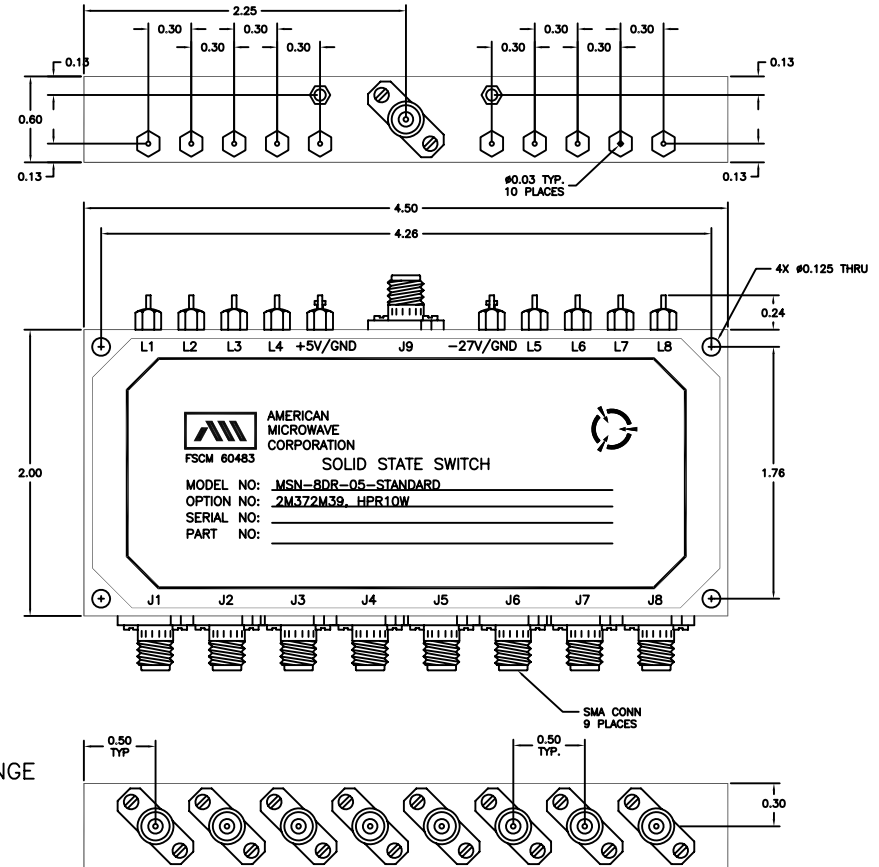 2.25
0.30 0.30 0.30 0.30
0.30 0.30 0.30 0.30
0.13 0.13
0.60
0.13 0.13
ø0.03 TYP.
10 PLACES
4.50
4.26
4X ø0.125 THRU
0.24
L1 L2 L3 L4 +5V/GND J9 -27V/GND L5 L6 L7 L8
AMERICAN
MICROWAVE
CORPORATION
FSCM 60483
SOLID STATE SWITCH
MODEL NO: MSN-8DR-05-STANDARD
OPTION NO: 2M372M39, HPR10W
SERIAL NO:
PART NO:
2.00
1.76
J1 J2 J3 J4 J5 J6 J7 J8
SMA CONN
9 PLACES
0.50
TYP
0.50
TYP.
NGE
0.30